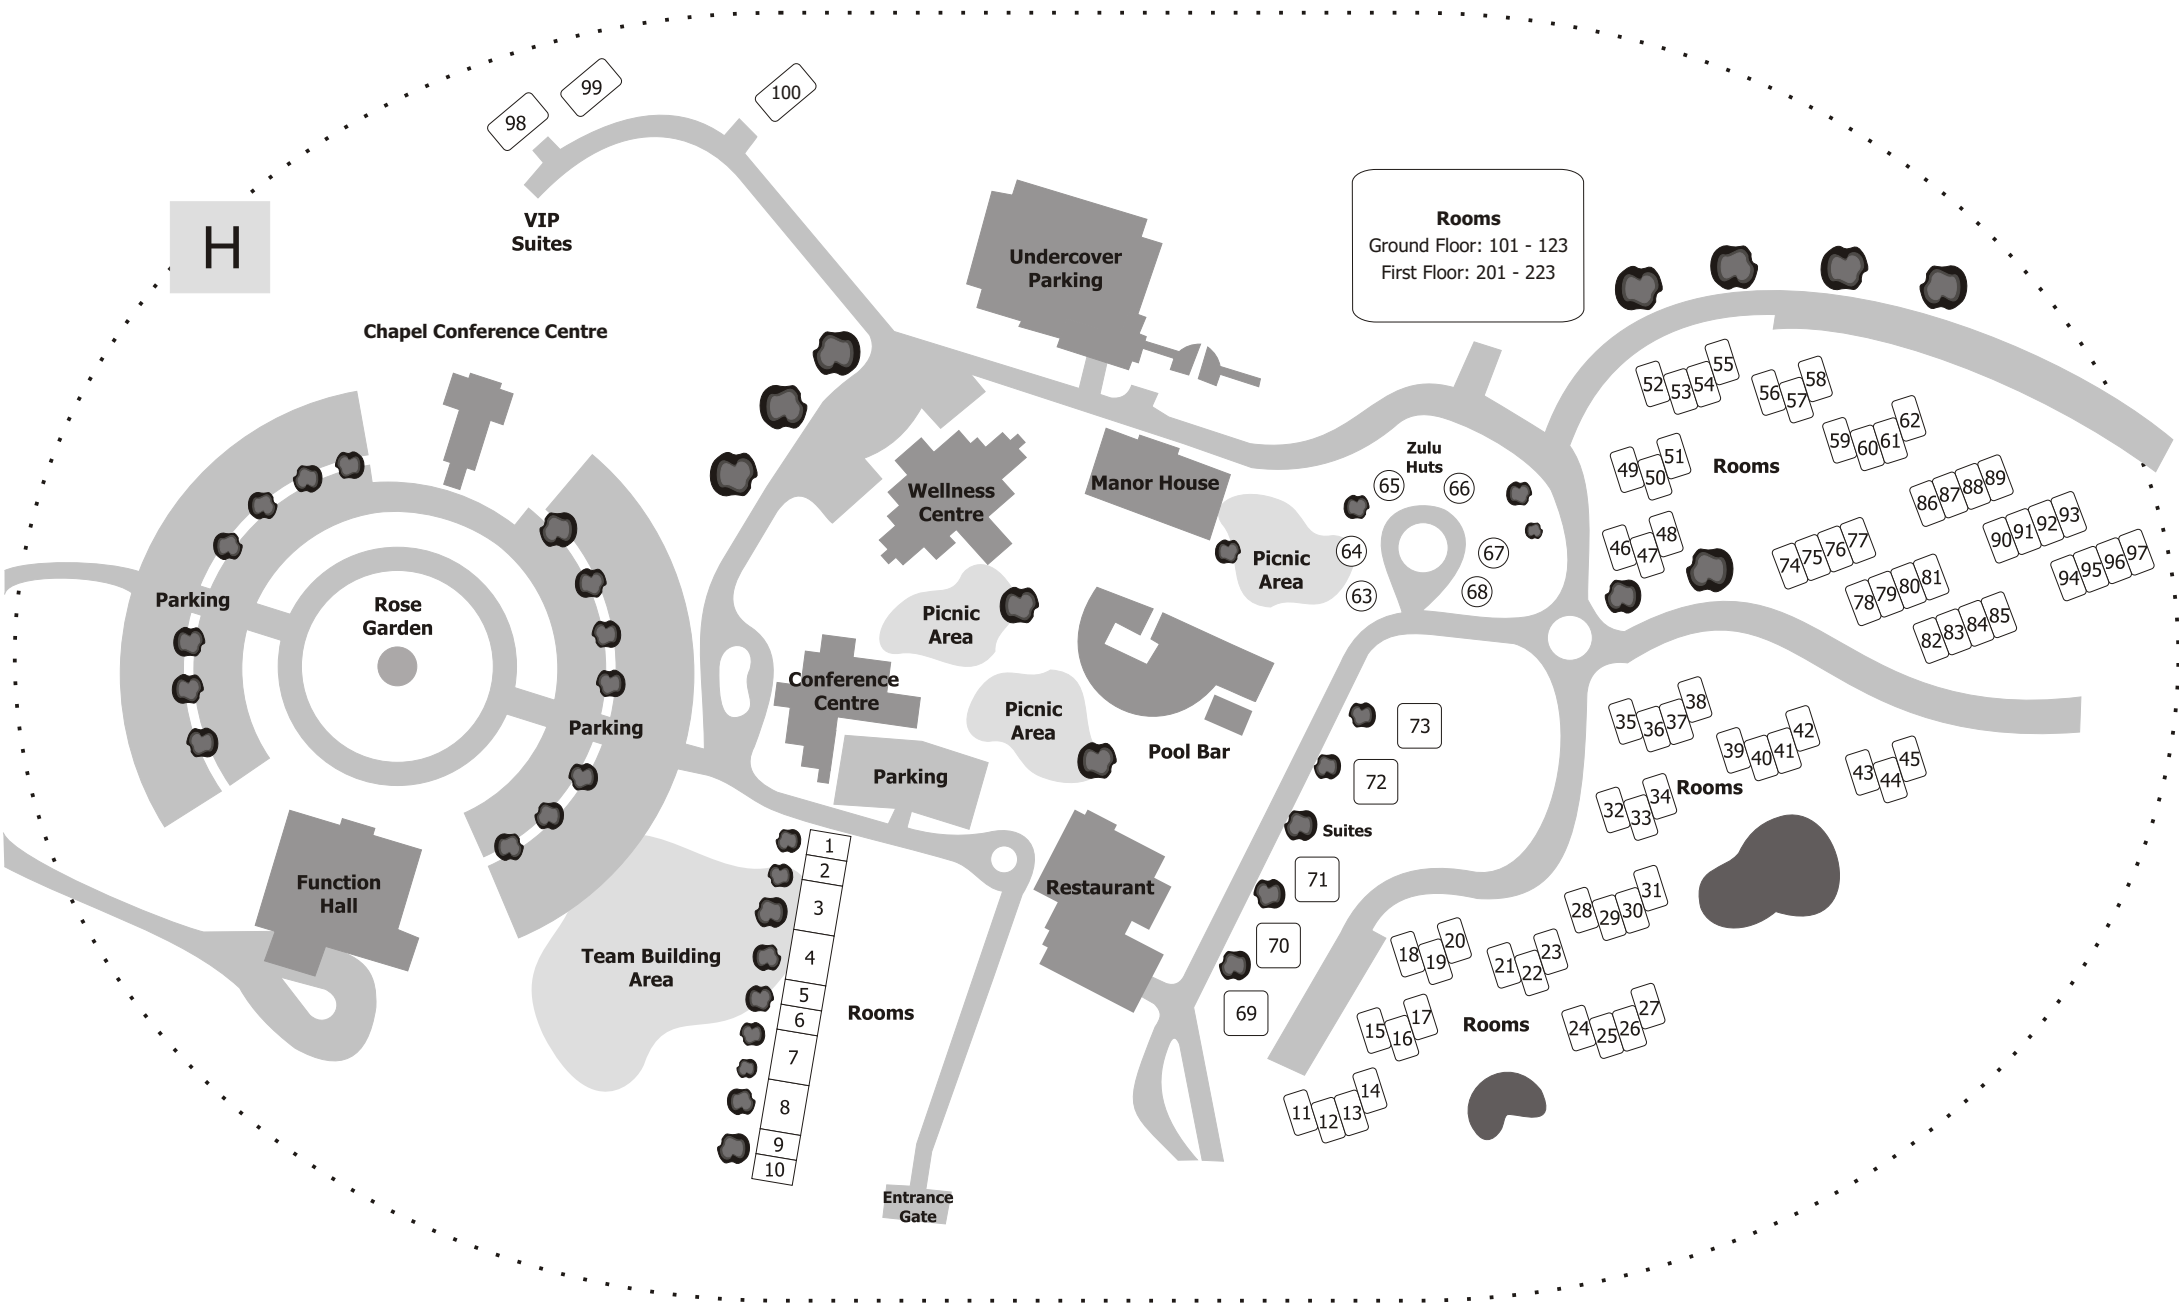 98
99
100
VIP
Suites
H
Undercover
Parking
Rooms
Ground Floor: 101 - 123
First Floor: 201 - 223
Chapel Conference Centre
52
53
54
55
56
57
58
59
60
61
62
49
50
51
Rooms
46
47
48
86
87
88
89
90
91
92
93
94
95
96
97
74
75
76
77
78
79
80
81
82
83
84
85
Zulu
Huts
65
66
64
67
63
68
Manor House
Wellness
Centre
Picnic
Area
Picnic
Area
Picnic
Area
Parking
Rose
Garden
Parking
Conference
Centre
Parking
Pool Bar
73
72
Suites
71
70
69
35
36
37
38
39
40
41
42
43
44
45
32
33
34
Rooms
28
29
30
31
18
19
20
21
22
23
15
16
17
Rooms
24
25
26
27
11
12
13
14
Function
Hall
Restaurant
Team Building
Area
1
2
3
4
5
6
7
8
9
10
Rooms
Entrance
Gate